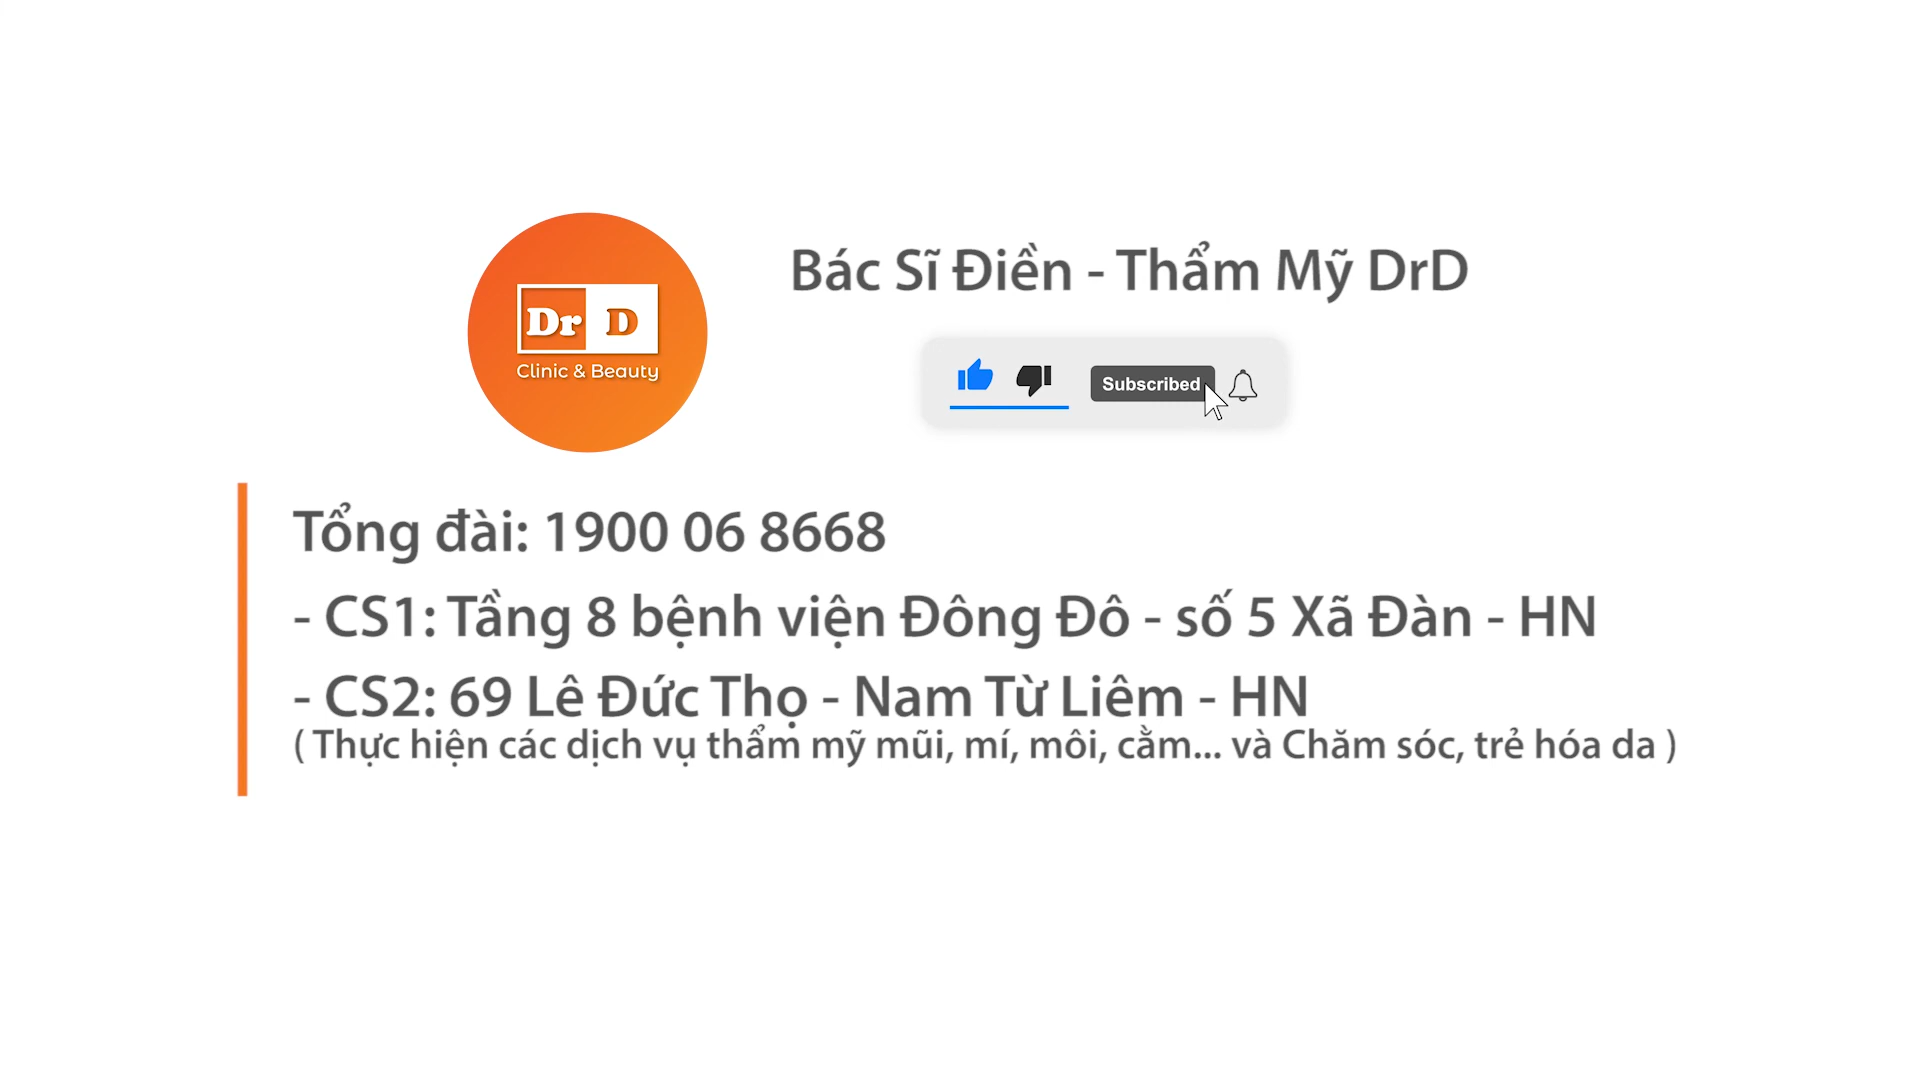 Dr D
Clinic & Beauty
Bác Sĩ Điền - Thẩm Mỹ DrD
Subscribed
Tổng đài: 1900 06 8668
- CS1: Tầng 8 bệnh viện Đông Đô - số 5 Xã Đàn - HN
- CS2: 69 Lê Đức Thọ - Nam Từ Liêm - HN
( Thực hiện các dịch vụ thẩm mỹ mũi, mí, môi, cằm... và Chăm sóc, trẻ hóa da )